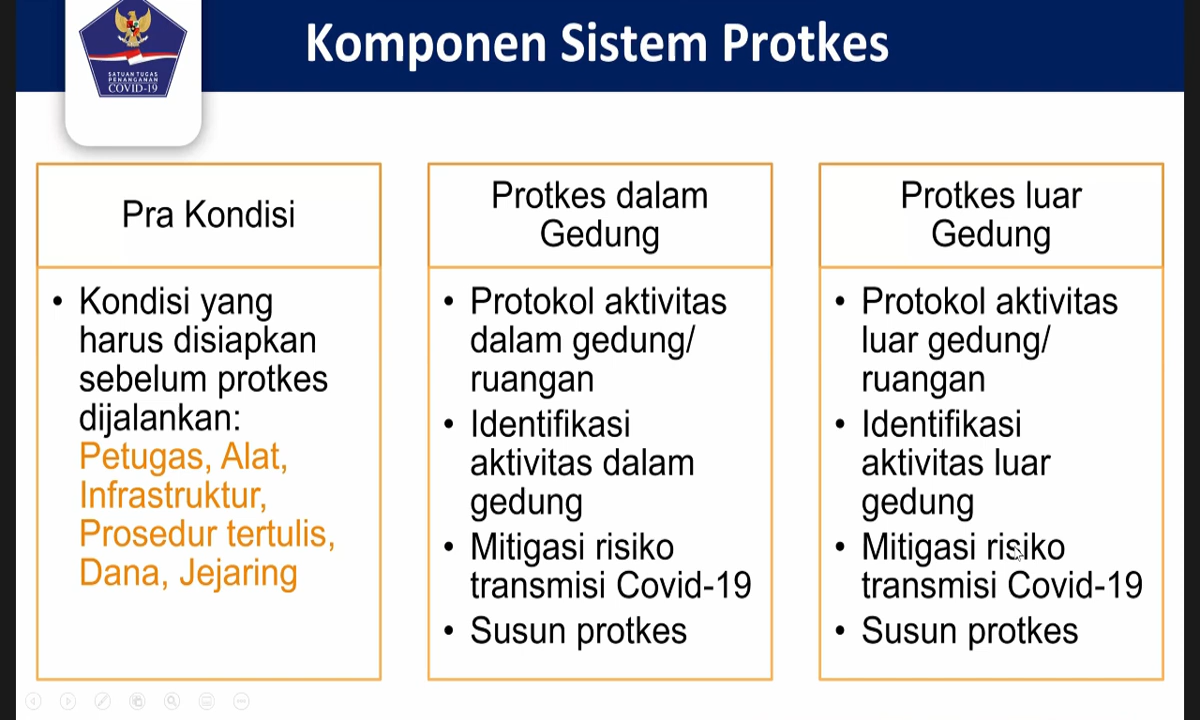 Komponen Sistem Protkes
SATUAN TUGAS
PENANGANAN
COVID-19
Pra Kondisi
• Kondisi yang
harus disiapkan
sebelum protkes
dijalankan:
Petugas, Alat,
Infrastruktur,
Prosedur tertulis,
Dana, Jejaring
Protkes dalam
Gedung
• Protokol aktivitas
dalam gedung/
ruangan
• Identifikasi
aktivitas dalam
gedung
• Mitigasi risiko
transmisi Covid-19
• Susun protkes
Protkes luar
Gedung
• Protokol aktivitas
luar gedung/
ruangan
• Identifikasi
aktivitas luar
gedung
• Mitigasi risiko
transmisi Covid-19
• Susun protkes